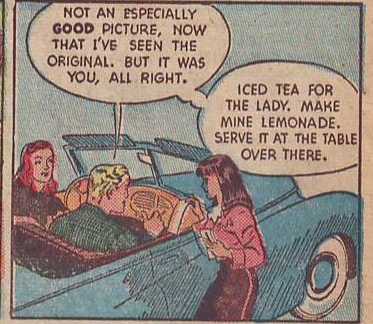 NOT AN ESPECIALLY
GOOD PICTURE, NOW
THAT I'VE SEEN THE
ORIGINAL. BUT IT WAS
YOU, ALL RIGHT.
ICED TEA FOR
THE LADY. MAKE
MINE LEMONADE.
SERVE IT AT THE TABLE
OVER THERE.